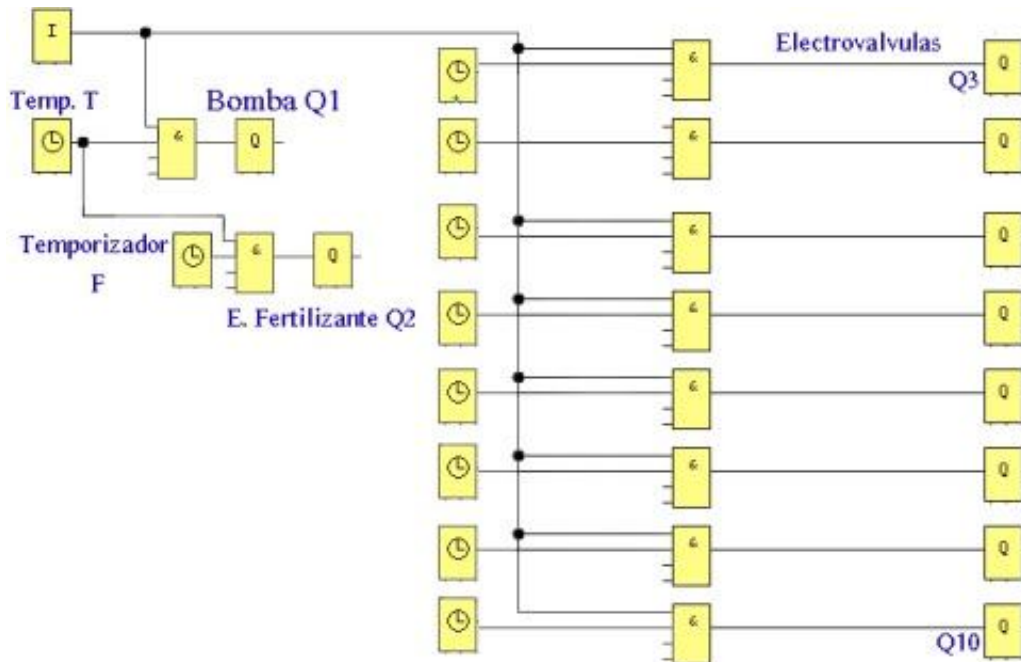 I
Temp. T
Bomba Q1
&
Q
Temporizador
F
&
Q
E. Fertilizante Q2
Electrovalvulas
&
Q
Q3
&
Q
&
Q
&
Q
&
Q
&
Q
&
Q
&
Q
Q10